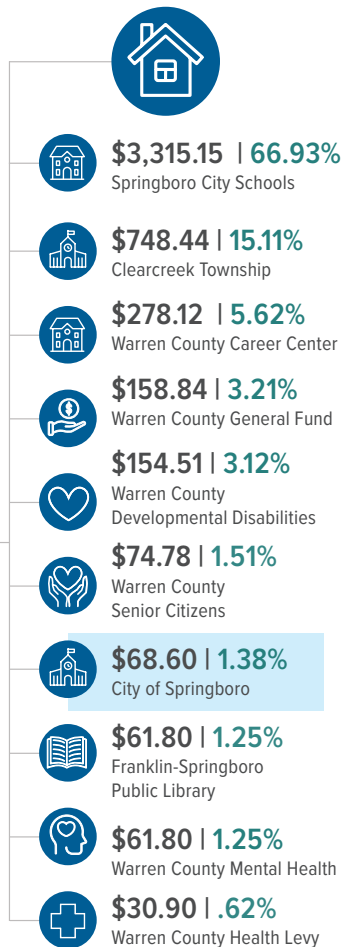 $3,315.15 | 66.93%
Springboro City Schools
$748.44 | 15.11%
Clearcreek Township
$278.12 | 5.62%
Warren County Career Center
$158.84 | 3.21%
Warren County General Fund
$154.51 | 3.12%
Warren County
Developmental Disabilities
$74.78 | 1.51%
Warren County
Senior Citizens
$68.60 | 1.38%
City of Springboro
$61.80 | 1.25%
Franklin-Springboro
Public Library
$61.80 | 1.25%
Warren County Mental Health
$30.90 | .62%
Warren County Health Levy